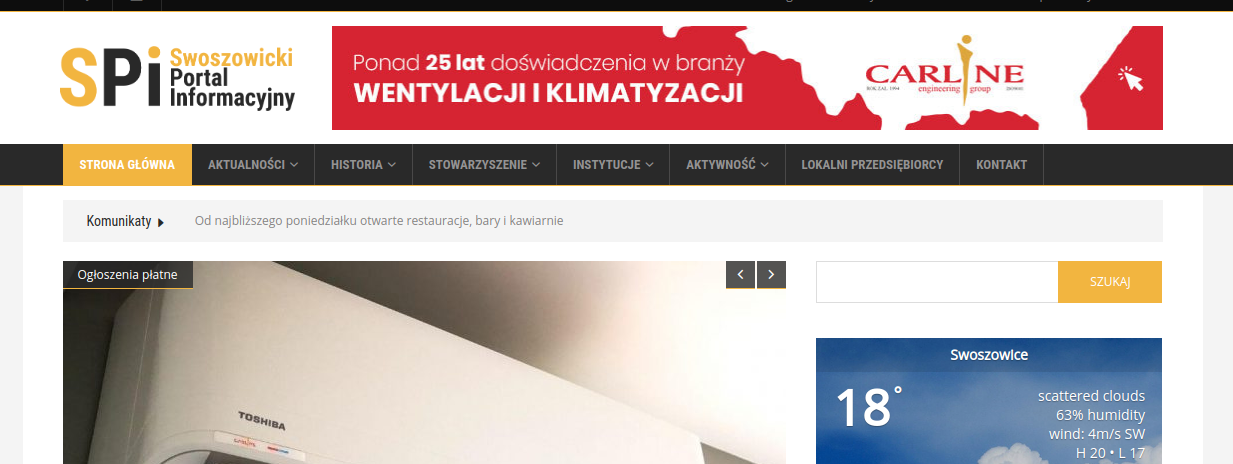 SPi
Swoszowicki
Portal
Informacyjny
Ponad 25 lat doświadczenia w branży
WENTYLACJI I KLIMATYZACJI
CARLINE
ROK ZAŁ. 1994 engineering group
STRONA GŁÓWNA AKTUALNOŚCI HISTORIA STOWARZYSZENIE INSTYTUCJE AKTYWNOŚĆ LOKALNI PRZEDSIĘBIORCY KONTAKT
Komunikaty Od najbliższego poniedziałku otwarte restauracje, bary i kawiarnie
Ogłoszenia płatne
SZUKAJ
TOSHIBA
Swoszowice
18°
scattered clouds
63% humidity
wind: 4m/s SW
H 20 • L 17